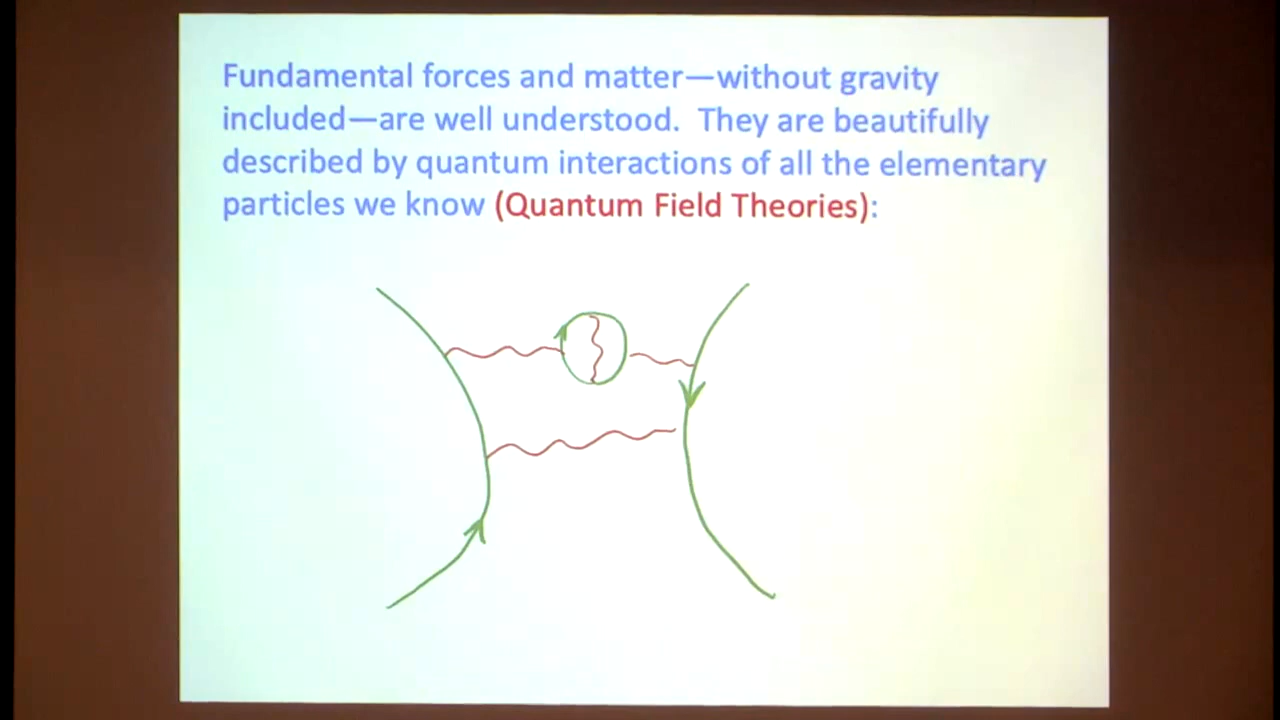 Fundamental forces and matter—without gravity
included—are well understood.  They are beautifully
described by quantum interactions of all the elementary
particles we know (Quantum Field Theories):